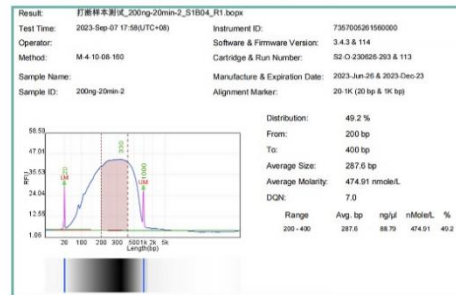 Result: 打断样本测试_200ng-20min-2_S1B04_R1.bopx
Test Time: 2023-Sep-07 17:58(UTC+08) Instrument ID: 7357005261560000
Operator: Software & Firmware Version: 3.4.3 & 114
Method: M-4-10-08-160 Cartridge & Run Number: S2-O-230626-293 & 113
Sample Name: Manufacture & Expiration Date: 2023-Jun-26 & 2023-Dec-23
Sample ID: 200ng-20min-2 Alignment Marker: 20-1K (20 bp & 1K bp)
Distribution: 49.2 %
From: 200 bp
To: 400 bp
Average Size: 287.6 bp
Average Molarity: 474.91 nmole/L
DQN: 7.0
Range Avg. bp ng/µl nMole/L %
200 - 400 287.6 88.79 474.91 49.2
58.50
47.01
35.53
24.04
12.55
1.06
RFU
20
LM
330
1000
UM
20 100 200 300 500 1k 2k 5k
Length(bp)